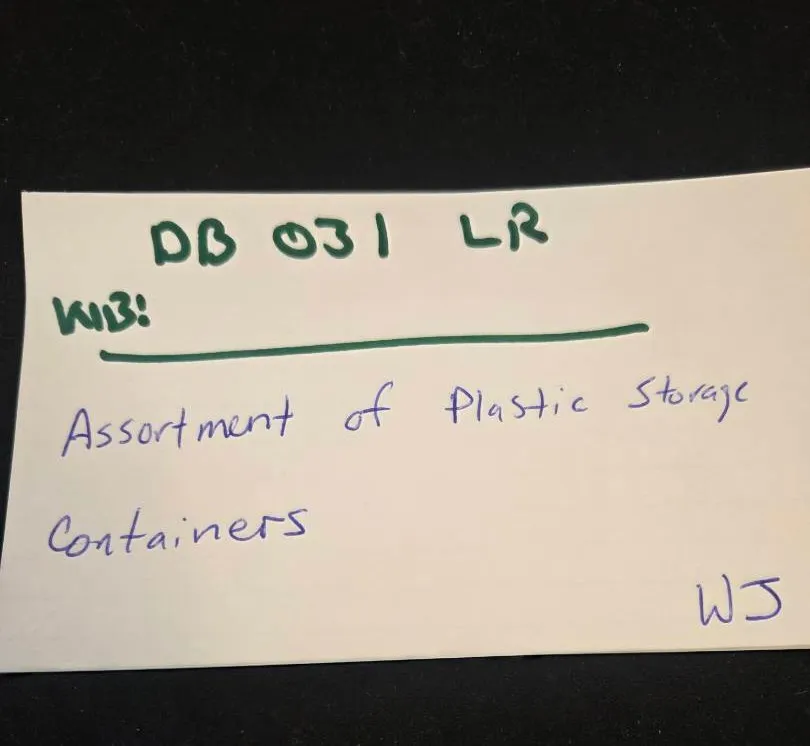 DB 031 LR
WB!
Assortment of Plastic Storage
Containers
WJ